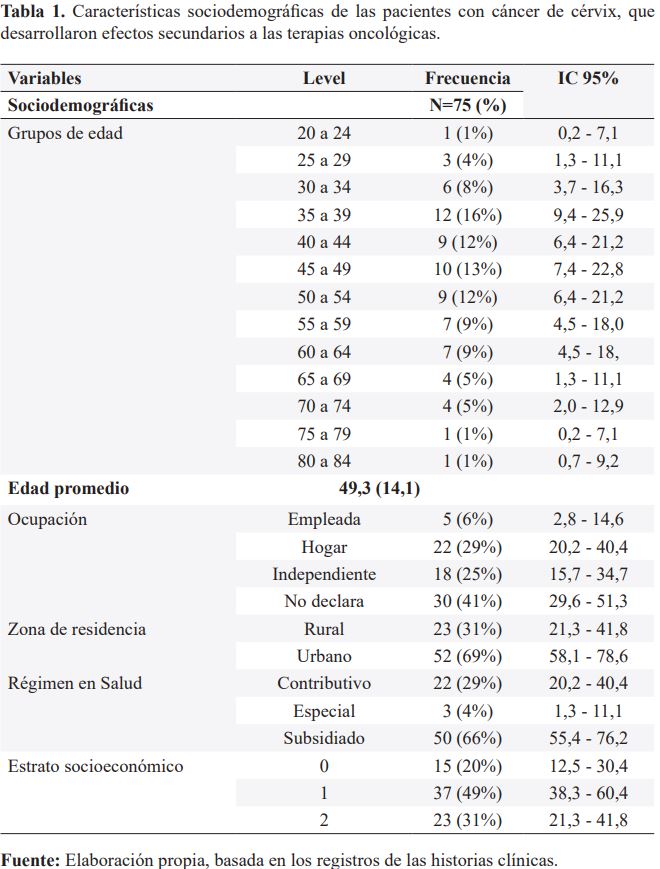 Tabla 1. Características sociodemográficas de las pacientes con cáncer de cérvix, que
desarrollaron efectos secundarios a las terapias oncológicas.
Variables Level Frecuencia IC 95%
Sociodemográficas N=75 (%)
Grupos de edad 20 a 24 1 (1%) 0,2 - 7,1
25 a 29 3 (4%) 1,3 - 11,1
30 a 34 6 (8%) 3,7 - 16,3
35 a 39 12 (16%) 9,4 - 25,9
40 a 44 9 (12%) 6,4 - 21,2
45 a 49 10 (13%) 7,4 - 22,8
50 a 54 9 (12%) 6,4 - 21,2
55 a 59 7 (9%) 4,5 - 18,0
60 a 64 7 (9%) 4,5 - 18,
65 a 69 4 (5%) 1,3 - 11,1
70 a 74 4 (5%) 2,0 - 12,9
75 a 79 1 (1%) 0,2 - 7,1
80 a 84 1 (1%) 0,7 - 9,2
Edad promedio 49,3 (14,1)
Ocupación Empleada 5 (6%) 2,8 - 14,6
Hogar 22 (29%) 20,2 - 40,4
Independiente 18 (25%) 15,7 - 34,7
No declara 30 (41%) 29,6 - 51,3
Zona de residencia Rural 23 (31%) 21,3 - 41,8
Urbano 52 (69%) 58,1 - 78,6
Régimen en Salud Contributivo 22 (29%) 20,2 - 40,4
Especial 3 (4%) 1,3 - 11,1
Subsidiado 50 (66%) 55,4 - 76,2
Estrato socioeconómico 0 15 (20%) 12,5 - 30,4
1 37 (49%) 38,3 - 60,4
2 23 (31%) 21,3 - 41,8
Fuente: Elaboración propia, basada en los registros de las historias clínicas.